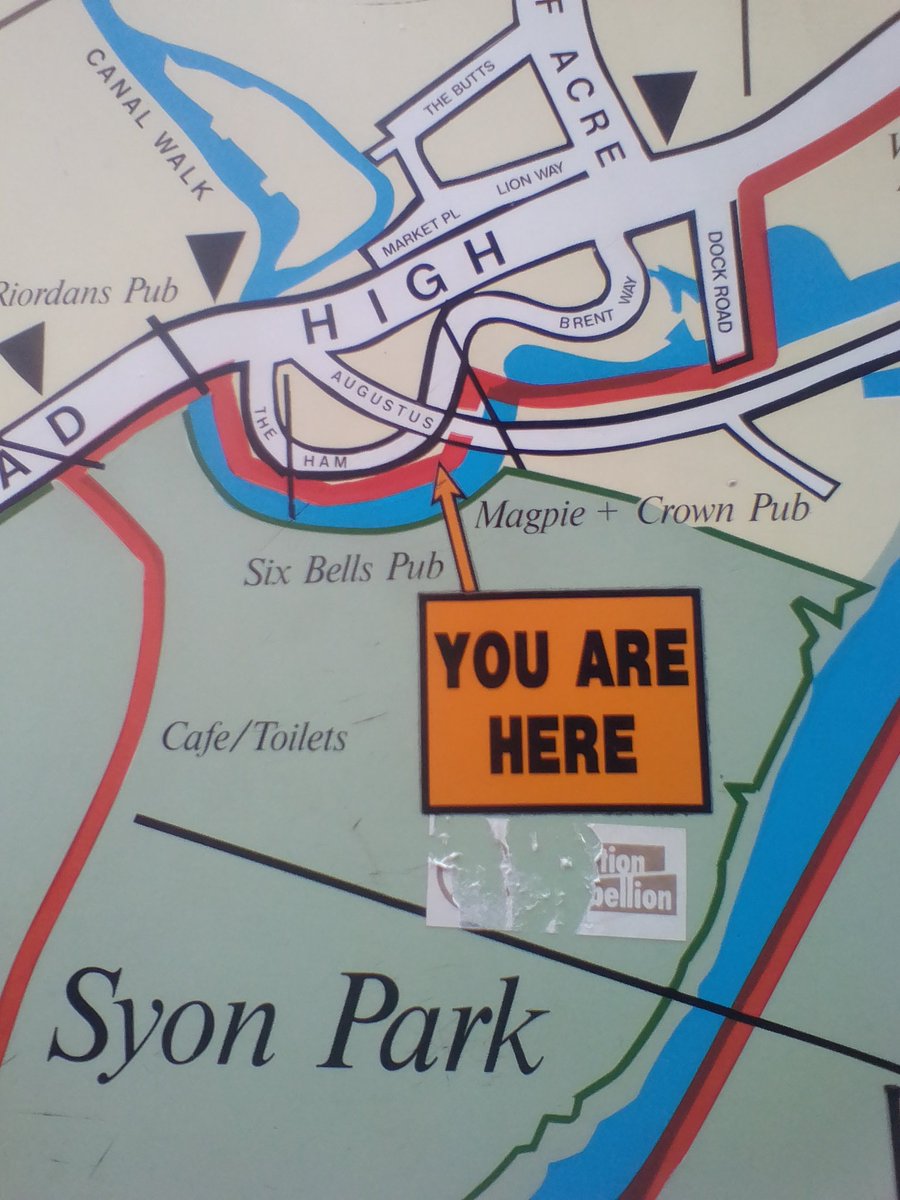 F ACRE
THE BUTTS
CANAL WALK
LION WAY
MARKET PL
HIGH
DOCK ROAD
Riordans Pub
BRENT WAY
AUGUSTUS
THE HAM
AD
Magpie + Crown Pub
Six Bells Pub
YOU ARE
HERE
Cafe/Toilets
tion
bellion
Syon Park